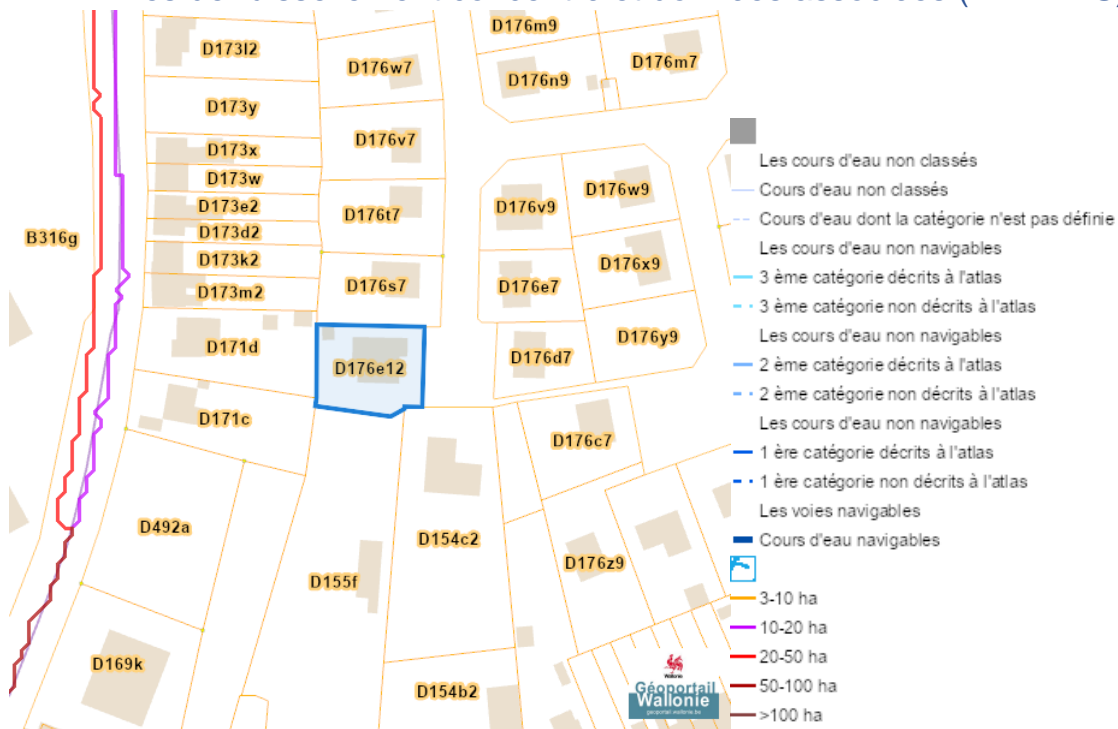 D176m9
D173l2
D176w7
D176n9
D176m7
D173y
D176v7
D173x
D173w
D176w9
D173e2
D176t7
D176v9
D173d2
B316g
D173k2
D176x9
D173m2
D176s7
D176e7
D171d
D176y9
D176e12
D176d7
D171c
D176c7
D492a
D154c2
D176z9
D155f
D169k
D154b2
Wallonie
Géoportail
Wallonie
geoportail.wallonie.be
Les cours d'eau non classés
Cours d'eau non classés
Cours d'eau dont la catégorie n'est pas définie
Les cours d'eau non navigables
3 ème catégorie décrits à l'atlas
3 ème catégorie non décrits à l'atlas
Les cours d'eau non navigables
2 ème catégorie décrits à l'atlas
2 ème catégorie non décrits à l'atlas
Les cours d'eau non navigables
1 ère catégorie décrits à l'atlas
1 ère catégorie non décrits à l'atlas
Les voies navigables
Cours d'eau navigables
3-10 ha
10-20 ha
20-50 ha
50-100 ha
>100 ha